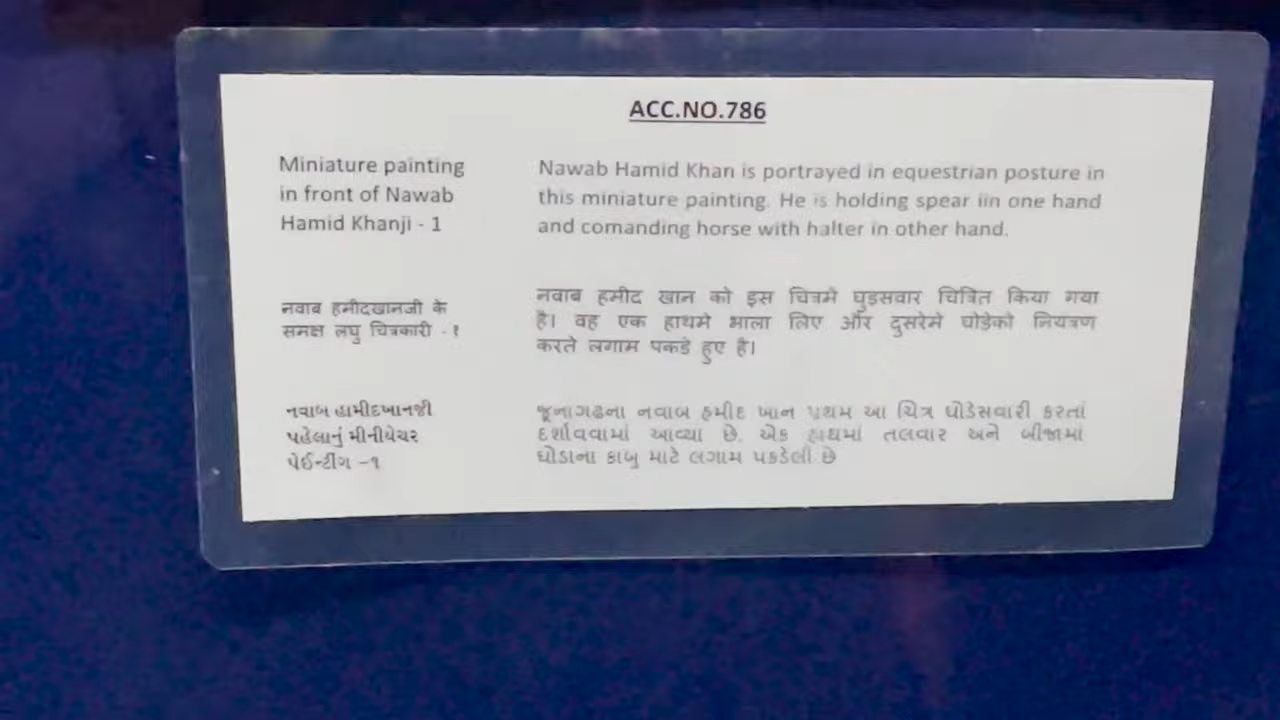 ACC.NO.786
Miniature painting
in front of Nawab
Hamid Khanji - 1
Nawab Hamid Khan is portrayed in equestrian posture in
this miniature painting. He is holding spear iin one hand
and comanding horse with halter in other hand.
नवाब हमीदखानजी के
समक्ष लघु चित्रकारी - १
नवाब हमीद खान को इस चित्रमे घुडसवार चित्रित किया गया
है। वह एक हाथमे भाला लिए और दुसरेमे घोडेको नियत्रण
करते लगाम पकडे हुए है।
નવાબ હામીદખાનજી
પહેલાનું મીનીયેચર
પેઈન્ટીંગ –૧
જૂનાગઢના નવાબ હમીદ ખાન પ્રથમ આ ચિત્ર ઘોડેસવારી કરતાં
દર્શાવવામાં આવ્યા છે. એક હાથમાં તલવાર અને બીજામાં
ઘોડાના કાબુ માટે લગામ પકડેલી છે